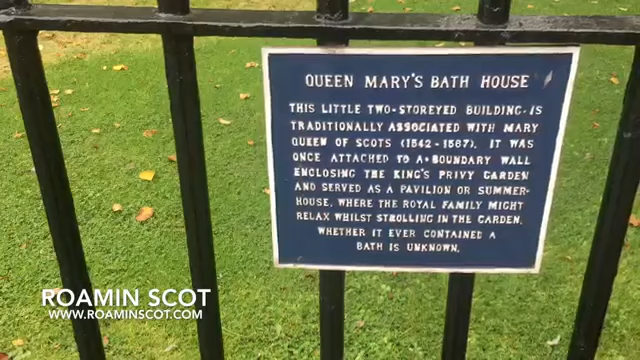 QUEEN MARY'S BATH HOUSE
THIS LITTLE TWO-STOREYED BUILDING IS
TRADITIONALLY ASSOCIATED WITH MARY
QUEEN OF SCOTS (1542-1567). IT WAS
ONCE ATTACHED TO A BOUNDARY WALL
ENCLOSING THE KING'S PRIVY GARDEN
AND SERVED AS A PAVILION OR SUMMER-
HOUSE, WHERE THE ROYAL FAMILY MIGHT
RELAX WHILST STROLLING IN THE GARDEN.
WHETHER IT EVER CONTAINED A
BATH IS UNKNOWN.
ROAMIN SCOT
WWW.ROAMINSCOT.COM